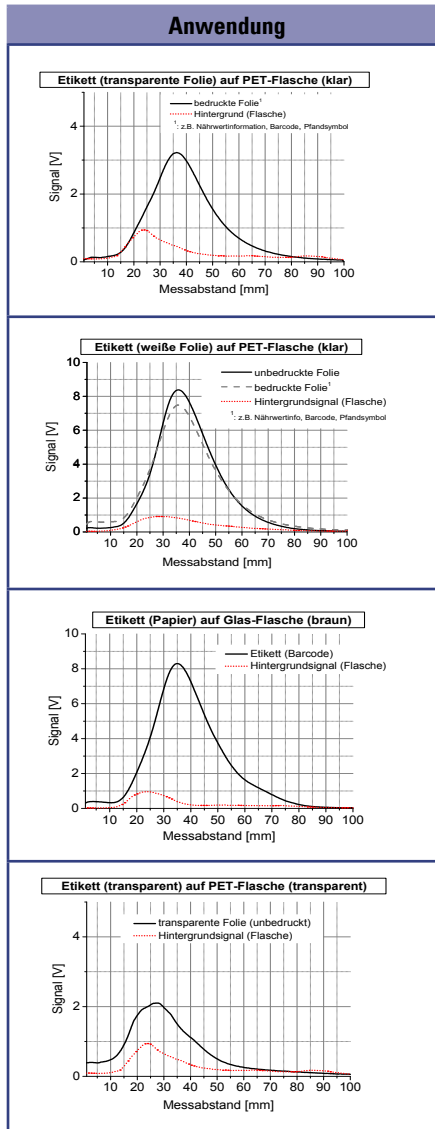 Anwendung
Etikett (transparente Folie) auf PET-Flasche (klar)
bedruckte Folie¹
Hintergrund (Flasche)
¹: z.B. Nährwertinformation, Barcode, Pfandsymbol
Signal [V]
4
2
0
10 20 30 40 50 60 70 80 90 100
Messabstand [mm]
Etikett (weiße Folie) auf PET-Flasche (klar)
unbedruckte Folie
bedruckte Folie¹
Hintergrundsignal (Flasche)
¹: z.B. Nährwertinfo, Barcode, Pfandsymbol
Signal [V]
10
8
6
4
2
0
10 20 30 40 50 60 70 80 90 100
Messabstand [mm]
Etikett (Papier) auf Glas-Flasche (braun)
Etikett (Barcode)
Hintergrundsignal (Flasche)
Signal [V]
10
8
6
4
2
0
10 20 30 40 50 60 70 80 90 100
Messabstand [mm]
Etikett (transparent) auf PET-Flasche (transparent)
transparente Folie (unbedruckt)
Hintergrundsignal (Flasche)
Signal [V]
4
2
0
10 20 30 40 50 60 70 80 90 100
Messabstand [mm]